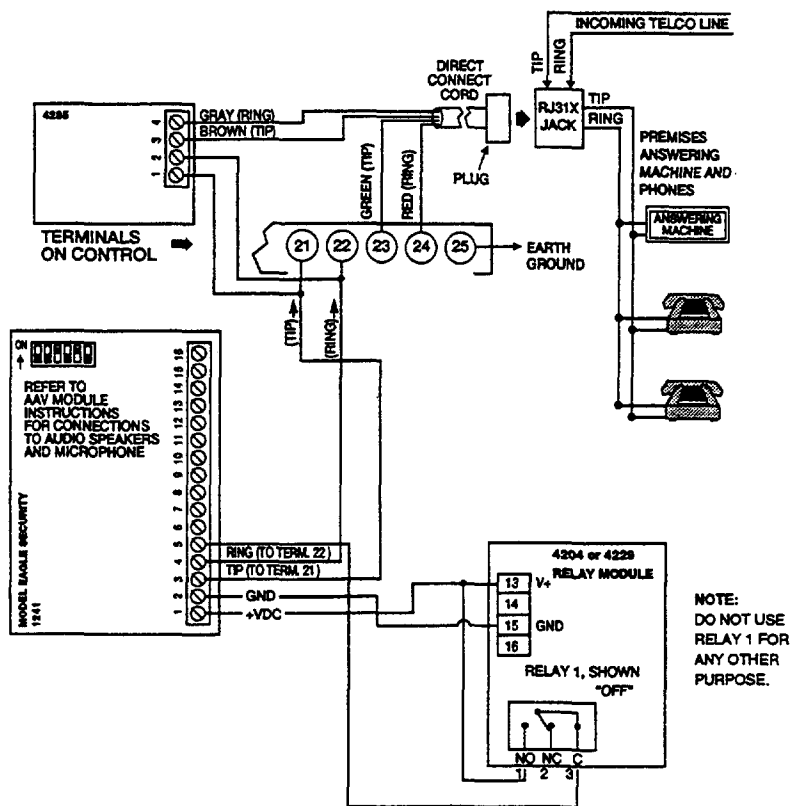 INCOMING TELCO LINE
TIP
RING
DIRECT
CONNECT
CORD
RJ31X
JACK
TIP
RING
PLUG
PREMISES
ANSWERING
MACHINE AND
PHONES
ANSWERING
MACHINE
4285
4
3
2
1
GRAY (RING)
BROWN (TIP)
GREEN (TIP)
RED (RING)
TERMINALS
ON CONTROL
21
22
23
24
25
EARTH
GROUND
(TIP)
(RING)
ON
REFER TO
AAV MODULE
INSTRUCTIONS
FOR CONNECTIONS
TO AUDIO SPEAKERS
AND MICROPHONE
MODEL EAGLE SECURITY
1241
16
15
14
13
12
11
10
9
8
7
6
5
4
3
2
1
RING (TO TERM. 22)
TIP (TO TERM. 21)
GND
+VDC
4204 or 4229
RELAY MODULE
13 V+
14
15 GND
16
RELAY 1, SHOWN
"OFF"
NO NC C
1 2 3
NOTE:
DO NOT USE
RELAY 1 FOR
ANY OTHER
PURPOSE.